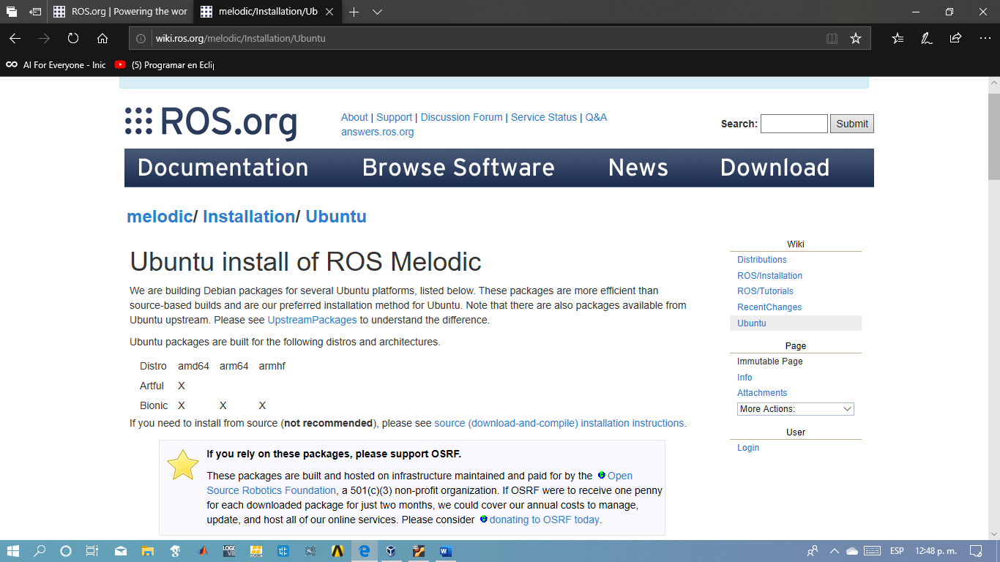 ROS.org | Powering the wor
melodic/Installation/Ub
wiki.ros.org/melodic/Installation/Ubuntu
AI For Everyone - Inic
(5) Programar en Ecli
ROS.org
About | Support | Discussion Forum | Service Status | Q&A
answers.ros.org
Search:
Submit
Documentation
Browse Software
News
Download
melodic/ Installation/ Ubuntu
Ubuntu install of ROS Melodic
We are building Debian packages for several Ubuntu platforms, listed below. These packages are more efficient than
source-based builds and are our preferred installation method for Ubuntu. Note that there are also packages available from
Ubuntu upstream. Please see UpstreamPackages to understand the difference.
Ubuntu packages are built for the following distros and architectures.
Distro amd64 arm64 armhf
Artful X
Bionic X X X
If you need to install from source (not recommended), please see source (download-and-compile) installation instructions.
If you rely on these packages, please support OSRF.
These packages are built and hosted on infrastructure maintained and paid for by the Open
Source Robotics Foundation, a 501(c)(3) non-profit organization. If OSRF were to receive one penny
for each downloaded package for just two months, we could cover our annual costs to manage,
update, and host all of our online services. Please consider donating to OSRF today.
Wiki
Distributions
ROS/Installation
ROS/Tutorials
RecentChanges
Ubuntu
Page
Immutable Page
Info
Attachments
More Actions:
User
Login
ESP
12:48 p. m.